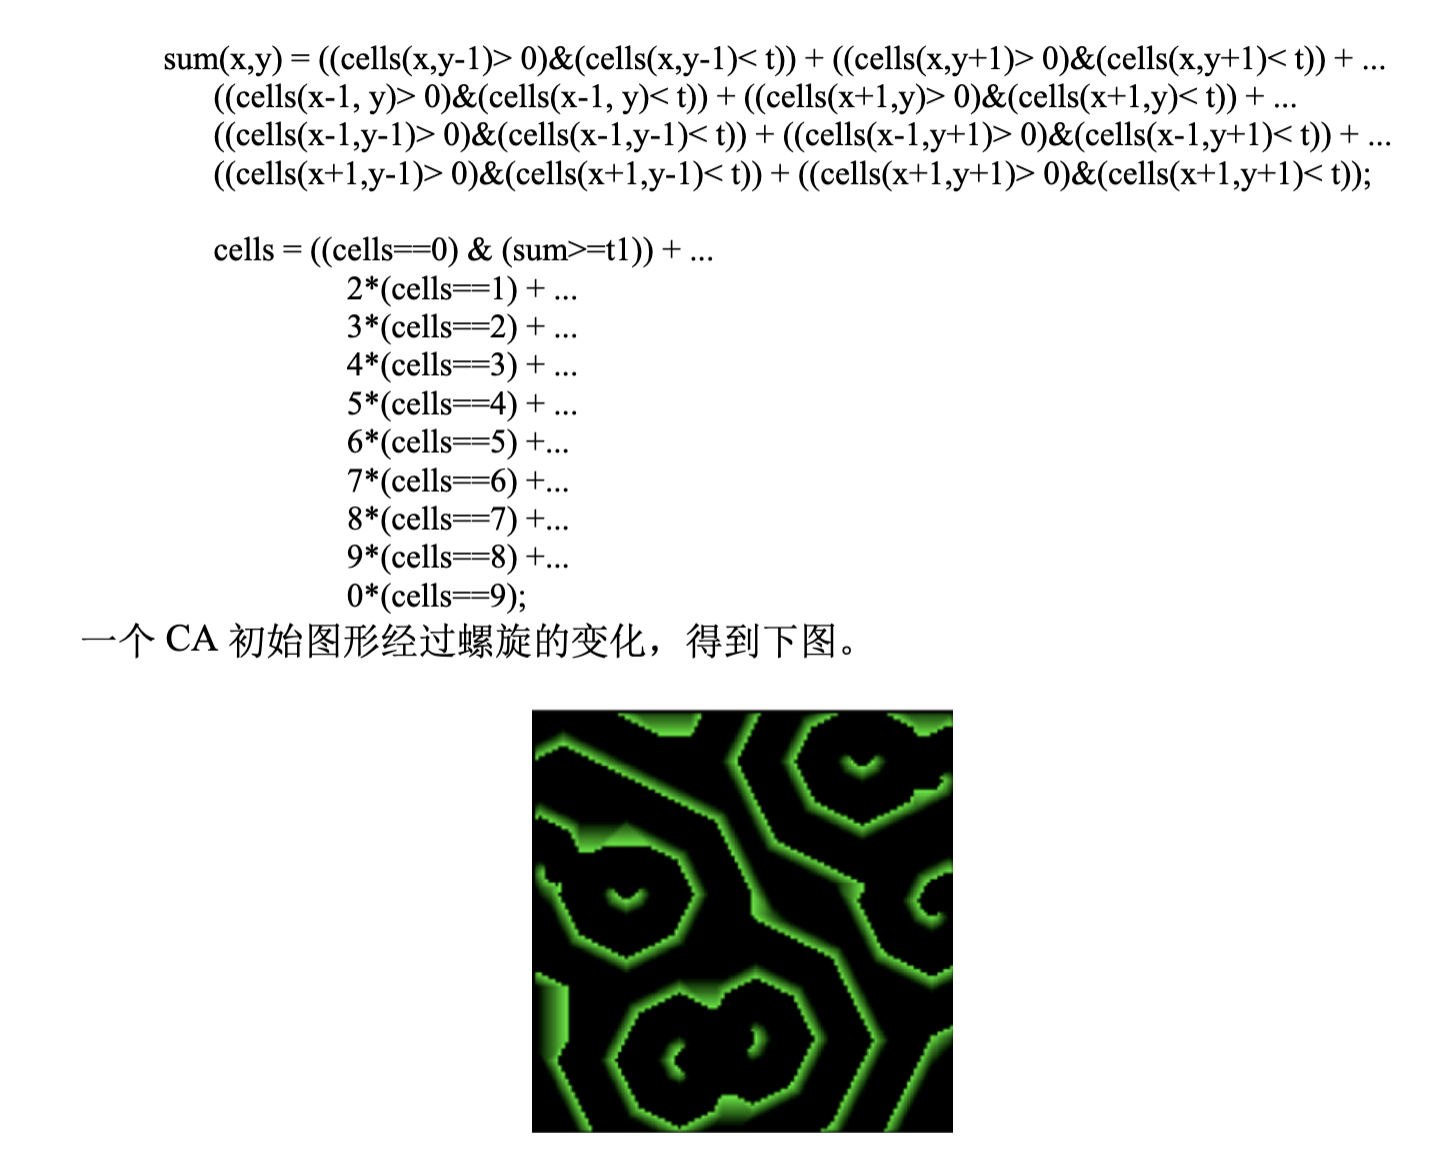 sum(x,y) = ((cells(x,y-1)> 0)&(cells(x,y-1)< t)) + ((cells(x,y+1)> 0)&(cells(x,y+1)< t)) + ...
((cells(x-1, y)> 0)&(cells(x-1, y)< t)) + ((cells(x+1,y)> 0)&(cells(x+1,y)< t)) + ...
((cells(x-1,y-1)> 0)&(cells(x-1,y-1)< t)) + ((cells(x-1,y+1)> 0)&(cells(x-1,y+1)< t)) + ...
((cells(x+1,y-1)> 0)&(cells(x+1,y-1)< t)) + ((cells(x+1,y+1)> 0)&(cells(x+1,y+1)< t));
cells = ((cells==0) & (sum>=t1)) + ...
2*(cells==1) + ...
3*(cells==2) + ...
4*(cells==3) + ...
5*(cells==4) + ...
6*(cells==5) +...
7*(cells==6) +...
8*(cells==7) +...
9*(cells==8) +...
0*(cells==9);
一个 CA 初始图形经过螺旋的变化，得到下图。